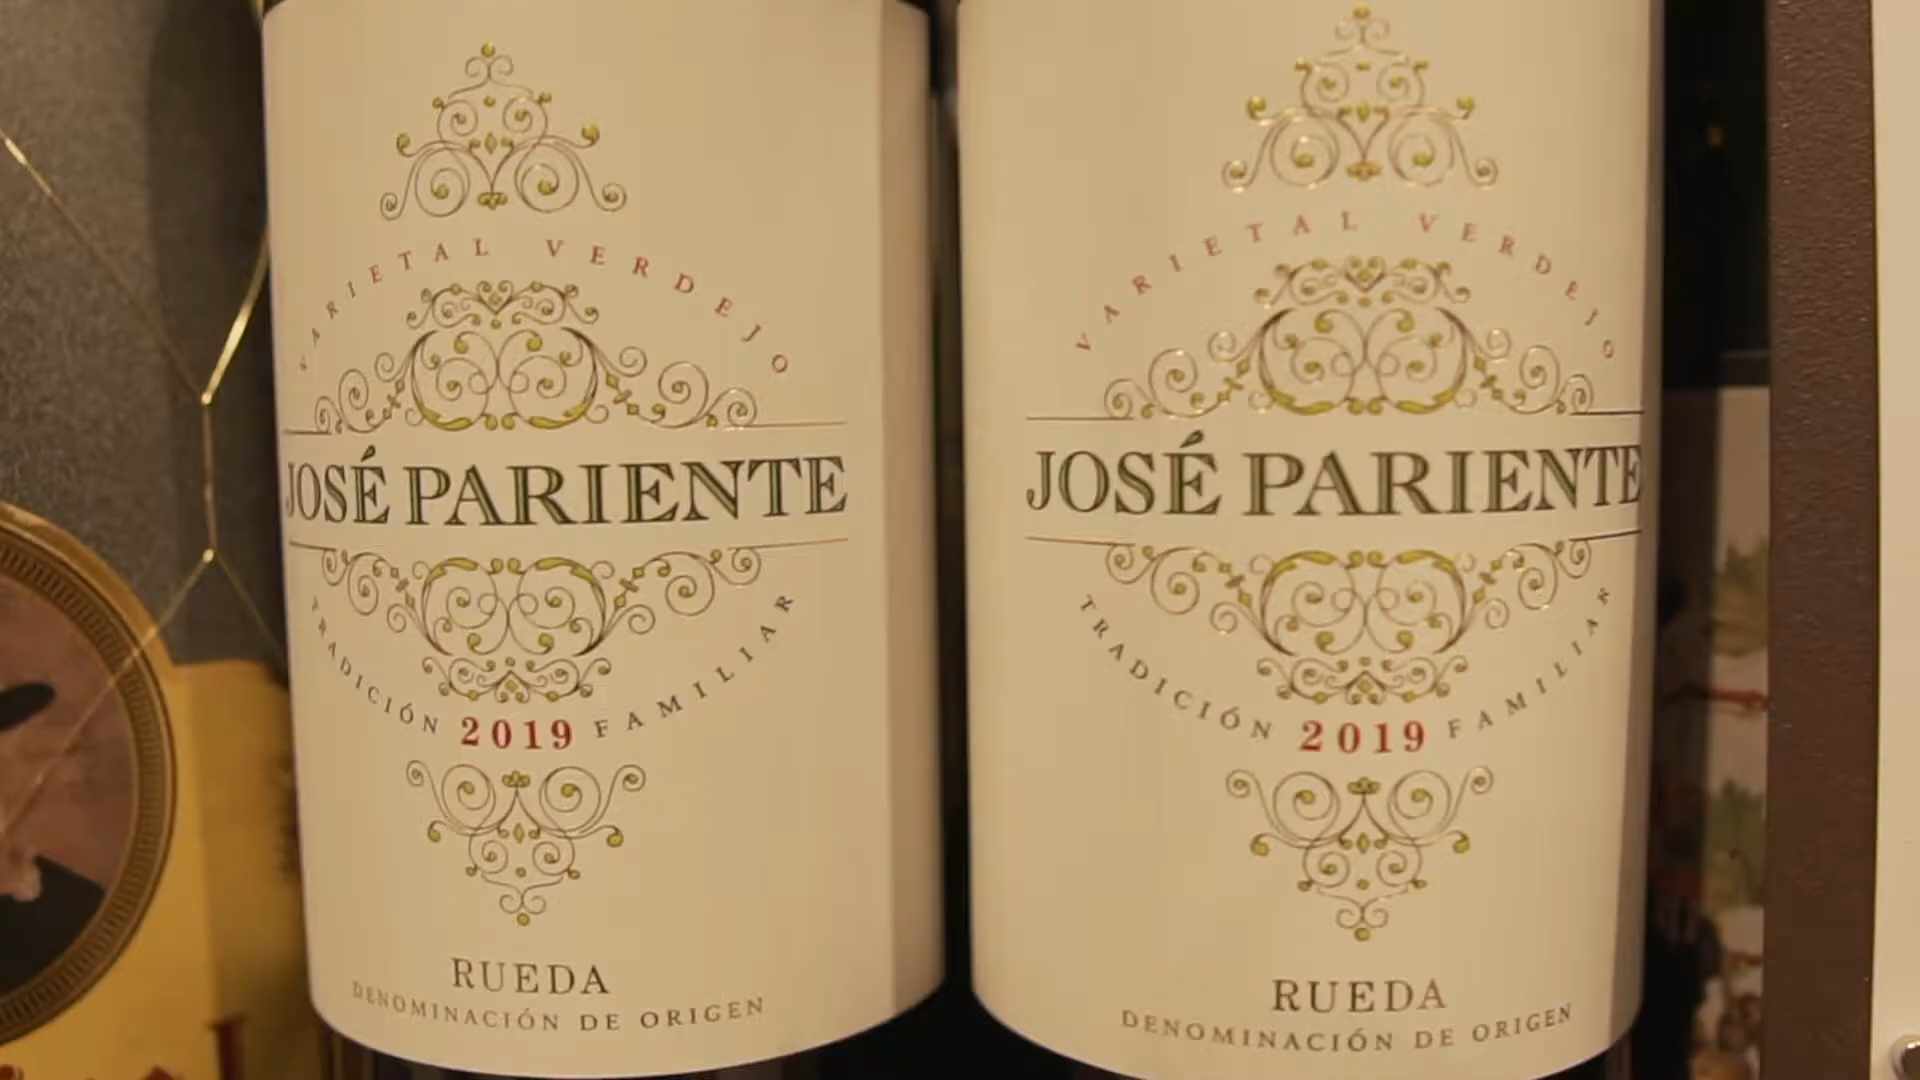 VARIETAL VERDEJO
JOSÉ PARIENTE
TRADICIÓN 2019 FAMILIAR
RUEDA
DENOMINACIÓN DE ORIGEN
VARIETAL VERDEJO
JOSÉ PARIENTE
TRADICIÓN 2019 FAMILIAR
RUEDA
DENOMINACIÓN DE ORIGEN